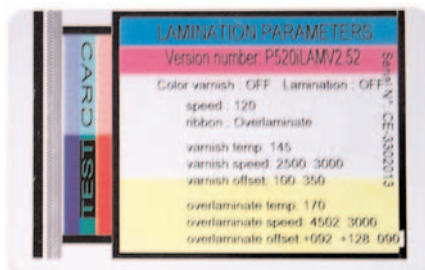 LAMINATION PARAMETERS
Version number: P520iLAMV2.52
Color varnish : OFF Lamination : OFF
speed : 120
ribbon : Overlaminate
varnish temp: 145
varnish speed: 2500 3000
varnish offset: 100 350
overlaminate temp: 170
overlaminate speed: 4502 3000
overlaminate offset +092 +128 090
Serial N°: CE-3302013
CARD
TEST